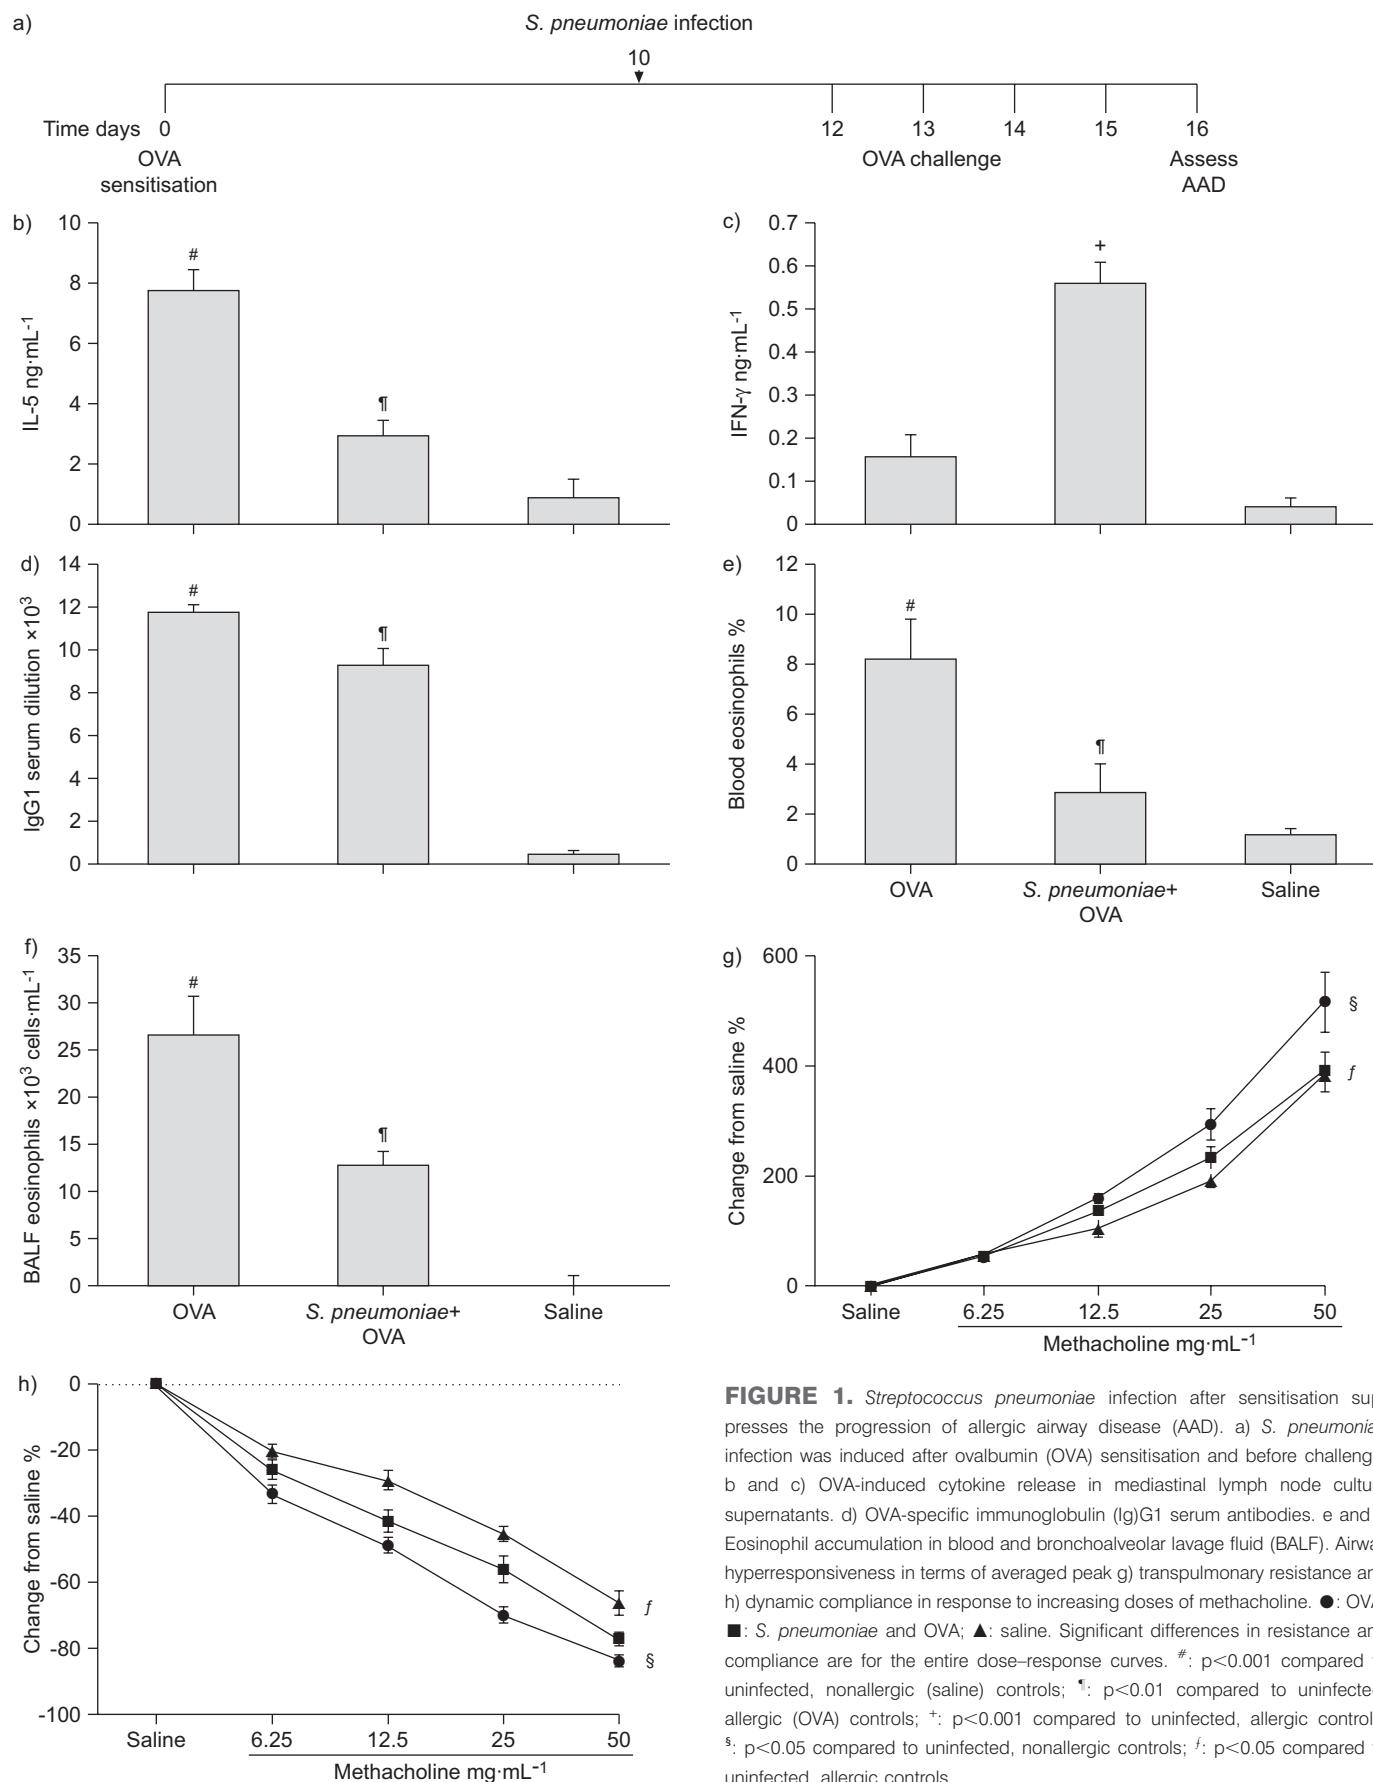 a)
S. pneumoniae infection
10
Time days 0 12 13 14 15 16
OVA sensitisation
OVA challenge
Assess AAD
b)
10
8
6
4
2
0
IL-5 ng·mL-1
#
¶
c)
0.7
0.6
0.5
0.4
0.3
0.2
0.1
0
IFN-γ ng·mL-1
+
d)
14
12
10
8
6
4
2
0
IgG1 serum dilution ×10³
#
¶
e)
12
10
8
6
4
2
0
Blood eosinophils %
#
¶
OVA
S. pneumoniae+
OVA
Saline
f)
35
30
25
20
15
10
5
0
BALF eosinophils ×10³ cells·mL-1
#
¶
OVA
S. pneumoniae+
OVA
Saline
g)
600
400
200
0
Change from saline %
§
ƒ
Saline 6.25 12.5 25 50
Methacholine mg·mL-1
h)
0
-20
-40
-60
-80
-100
Change from saline %
ƒ
§
Saline 6.25 12.5 25 50
Methacholine mg·mL-1
FIGURE 1. Streptococcus pneumoniae infection after sensitisation sup
presses the progression of allergic airway disease (AAD). a) S. pneumonia
infection was induced after ovalbumin (OVA) sensitisation and before challeng
b and c) OVA-induced cytokine release in mediastinal lymph node cultur
supernatants. d) OVA-specific immunoglobulin (Ig)G1 serum antibodies. e and
Eosinophil accumulation in blood and bronchoalveolar lavage fluid (BALF). Airwa
hyperresponsiveness in terms of averaged peak g) transpulmonary resistance an
h) dynamic compliance in response to increasing doses of methacholine. ●: OVA
■: S. pneumoniae and OVA; ▲: saline. Significant differences in resistance an
compliance are for the entire dose–response curves. #: p<0.001 compared
uninfected, nonallergic (saline) controls; ¶: p<0.01 compared to uninfected
allergic (OVA) controls; +: p<0.001 compared to uninfected, allergic control
§: p<0.05 compared to uninfected, nonallergic controls; ƒ: p<0.05 compared
uninfected, allergic controls